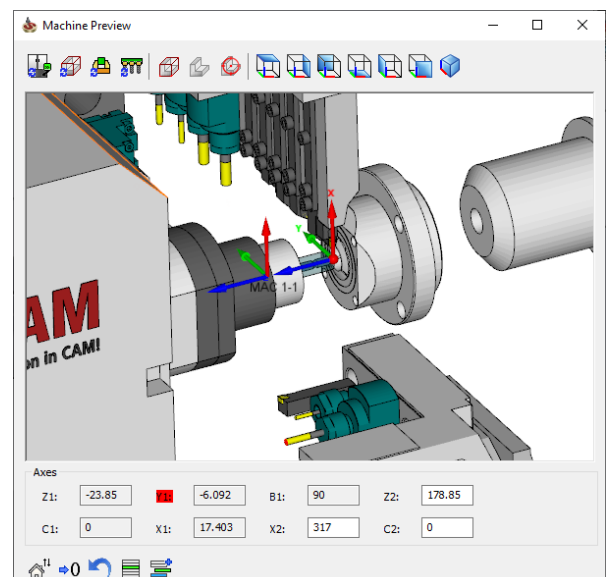 Machine Preview
X
Y
MAC 1-1
AM
on in CAM!
Axes
Z1: -23.85 Y1: -6.092 B1: 90 Z2: 178.85
C1: 0 X1: 17.403 X2: 317 C2: 0
0